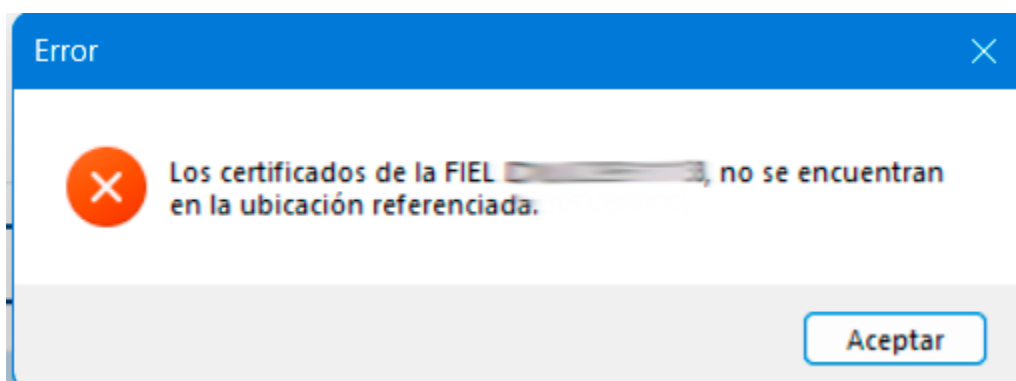 Error
Los certificados de la FIEL , no se encuentran
en la ubicación referenciada.
Aceptar